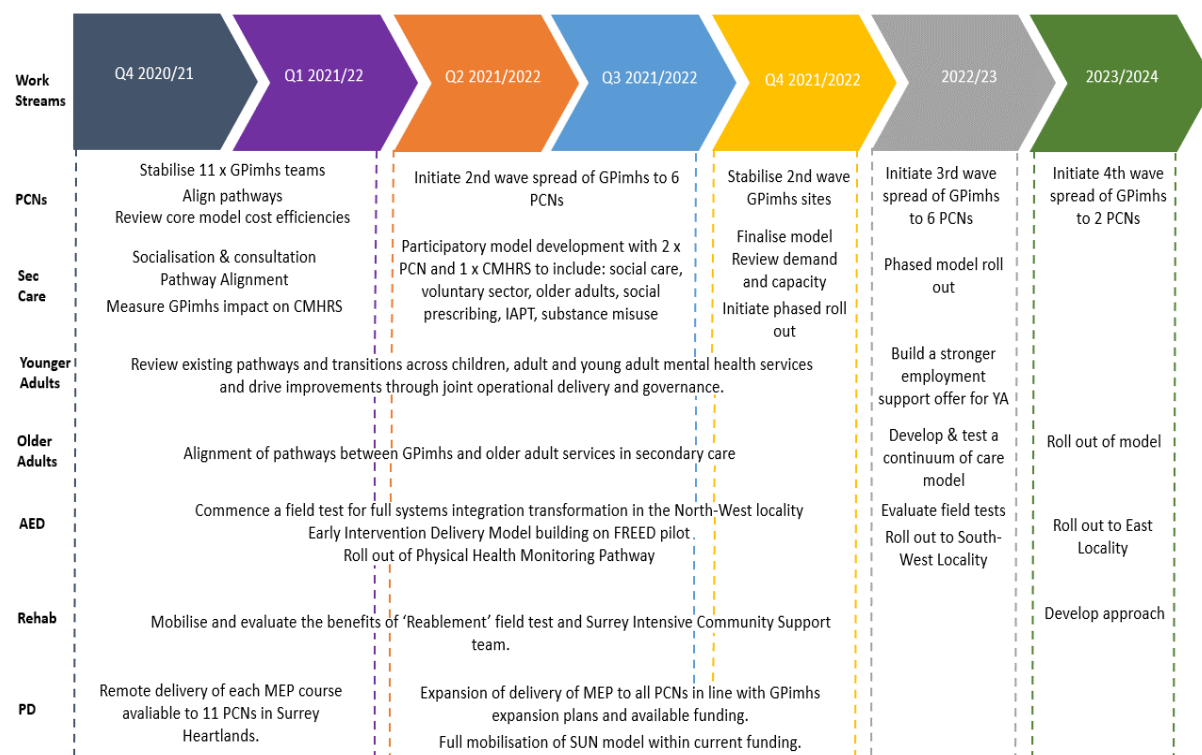 Work
Streams
Q4 2020/21
Q1 2021/22
Q2 2021/2022
Q3 2021/2022
Q4 2021/2022
2022/23
2023/2024
PCNs
Stabilise 11 x GPimhs teams
Align pathways
Review core model cost efficiencies
Initiate 2nd wave spread of GPimhs to 6
PCNs
Stabilise 2nd wave
GPimhs sites
Initiate 3rd wave
spread of GPimhs
to 6 PCNs
Initiate 4th wave
spread of GPimhs
to 2 PCNs
Sec
Care
Socialisation & consultation
Pathway Alignment
Measure GPimhs impact on CMHRS
Participatory model development with 2 x
PCN and 1 x CMHRS to include: social care,
voluntary sector, older adults, social
prescribing, IAPT, substance misuse
Finalise model
Review demand
and capacity
Initiate phased roll
out
Phased model roll
out
Younger
Adults
Review existing pathways and transitions across children, adult and young adult mental health services
and drive improvements through joint operational delivery and governance.
Build a stronger
employment
support offer for YA
Older
Adults
Alignment of pathways between GPimhs and older adult services in secondary care
Develop & test a
continuum of care
model
Roll out of model
AED
Commence a field test for full systems integration transformation in the North-West locality
Early Intervention Delivery Model building on FREED pilot
Roll out of Physical Health Monitoring Pathway
Evaluate field tests
Roll out to South-
West Locality
Roll out to East
Locality
Rehab
Mobilise and evaluate the benefits of ‘Reablement’ field test and Surrey Intensive Community Support
team.
Develop approach
PD
Remote delivery of each MEP course
avaliable to 11 PCNs in Surrey
Heartlands.
Expansion of delivery of MEP to all PCNs in line with GPimhs
expansion plans and available funding.
Full mobilisation of SUN model within current funding.